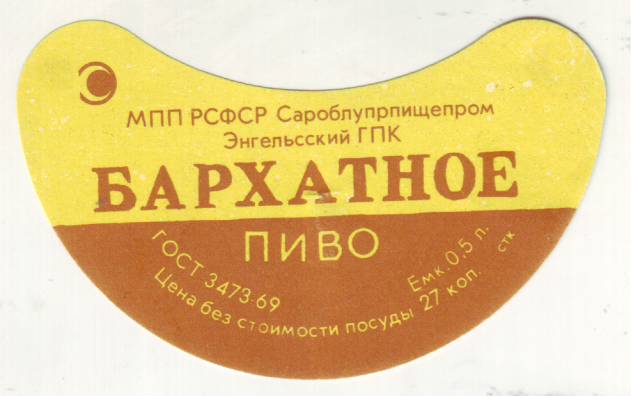 МПП РСФСР Сароблупрпищепром
Энгельсский ГПК
БАРХАТНОЕ
ПИВО
ГОСТ 3473-69
Емк. 0,5 л.
Цена без стоимости посуды 27 коп.
стк